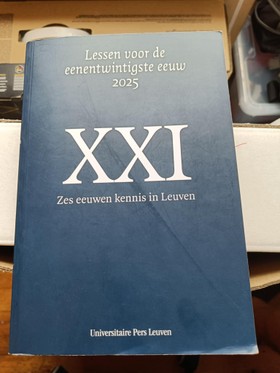 Lessen voor de
eenentwintigste eeuw
2025
XXI
Zes eeuwen kennis in Leuven
Universitaire Pers Leuven